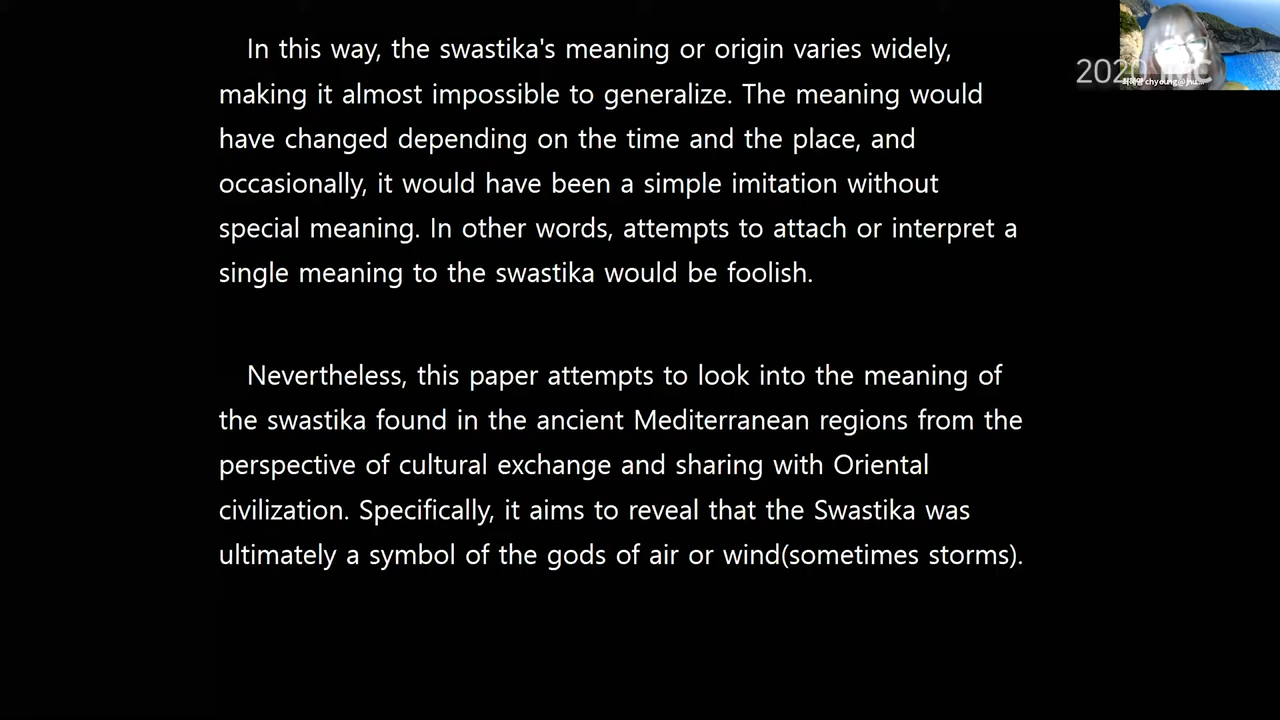 In this way, the swastika's meaning or origin varies widely,
making it almost impossible to generalize. The meaning would
have changed depending on the time and the place, and
occasionally, it would have been a simple imitation without
special meaning. In other words, attempts to attach or interpret a
single meaning to the swastika would be foolish.
Nevertheless, this paper attempts to look into the meaning of
the swastika found in the ancient Mediterranean regions from the
perspective of cultural exchange and sharing with Oriental
civilization. Specifically, it aims to reveal that the Swastika was
ultimately a symbol of the gods of air or wind(sometimes storms).
2020